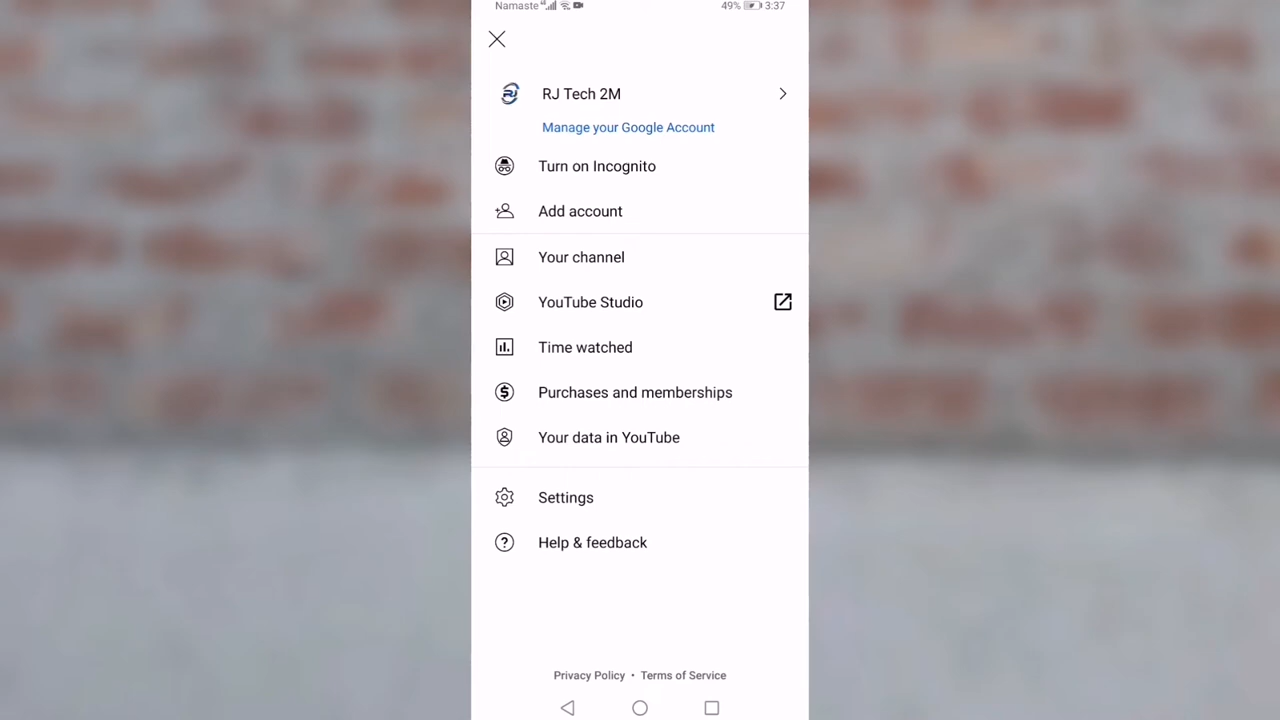 Namaste 49% 3:37
RJ Tech 2M
Manage your Google Account
Turn on Incognito
Add account
Your channel
YouTube Studio
Time watched
Purchases and memberships
Your data in YouTube
Settings
Help & feedback
Privacy Policy • Terms of Service